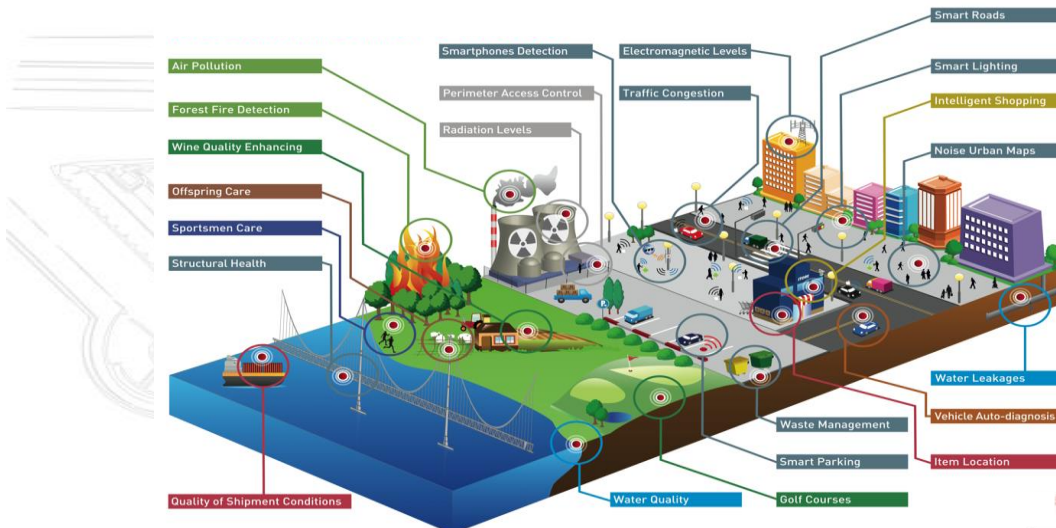 Smart Roads
Smartphones Detection
Electromagnetic Levels
Air Pollution
Smart Lighting
Perimeter Access Control
Traffic Congestion
Intelligent Shopping
Forest Fire Detection
Radiation Levels
Wine Quality Enhancing
Noise Urban Maps
Offspring Care
Sportsmen Care
Structural Health
Water Leakages
Vehicle Auto-diagnosis
Waste Management
Smart Parking
Item Location
Quality of Shipment Conditions
Water Quality
Golf Courses